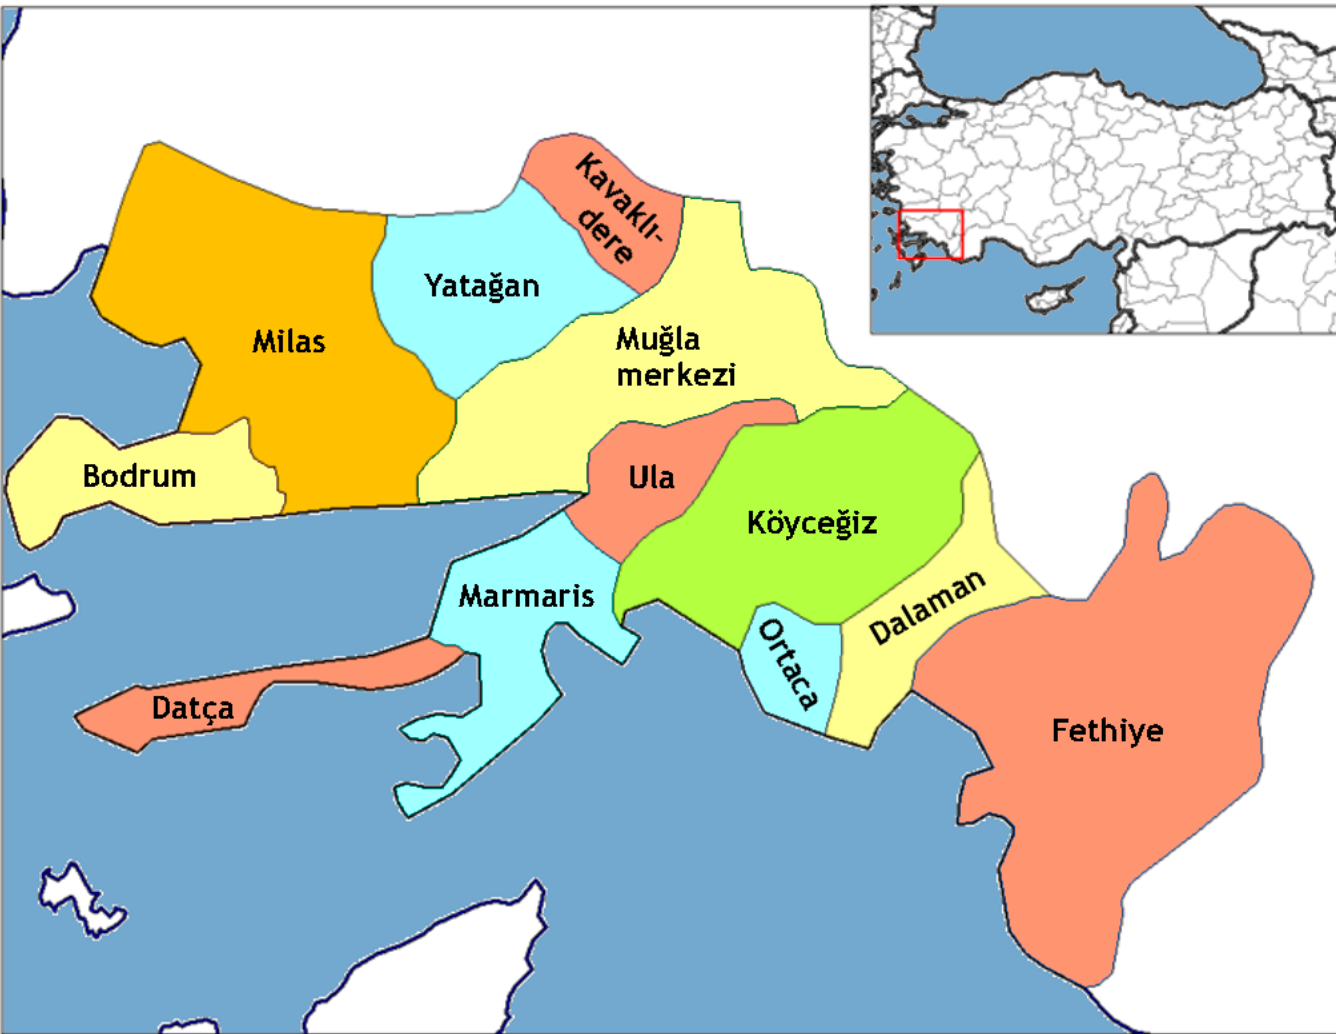 Kavaklı-
dere
Yatağan
Milas
Muğla
merkezi
Bodrum
Ula
Köyceğiz
Marmaris
Dalaman
Ortaca
Datça
Fethiye